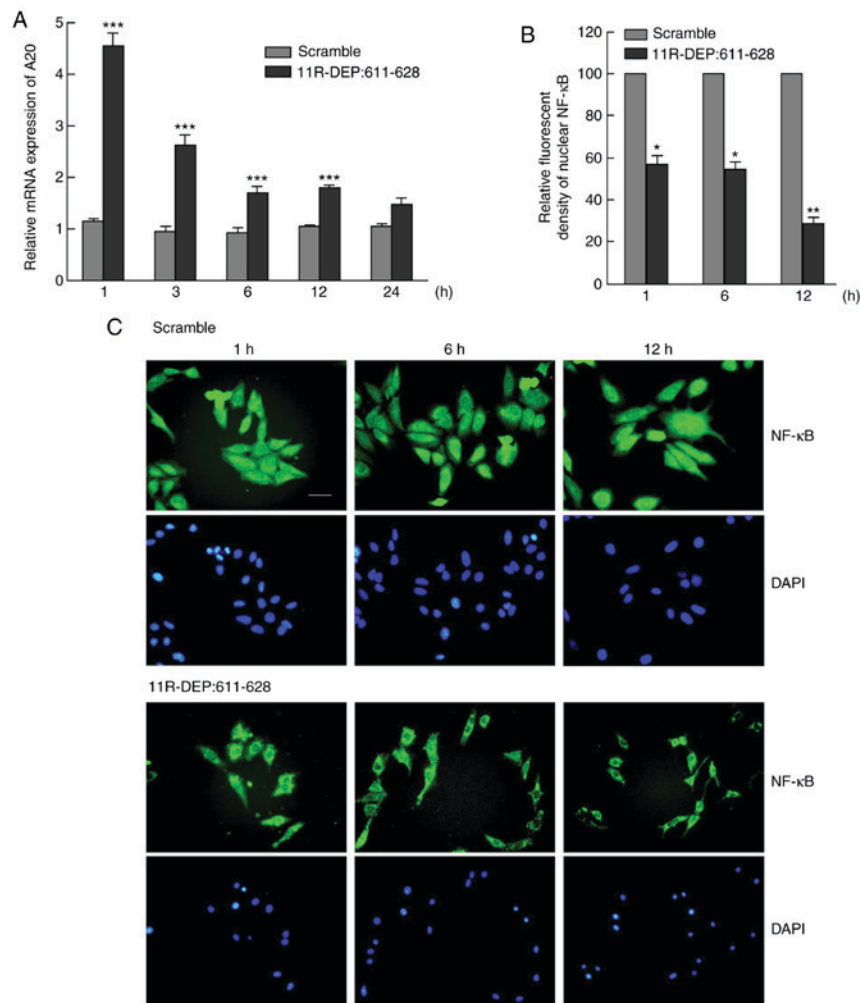 A
Relative mRNA expression of A20
5
4
3
2
1
0
***
***
***
***
Scramble
11R-DEP:611-628
1 3 6 12 24 (h)
B
Relative fluorescent
density of nuclear NF-κB
120
100
80
60
40
20
0
Scramble
11R-DEP:611-628
*
*
**
1 6 12 (h)
C
Scramble
1 h 6 h 12 h
NF-κB
DAPI
11R-DEP:611-628
NF-κB
DAPI